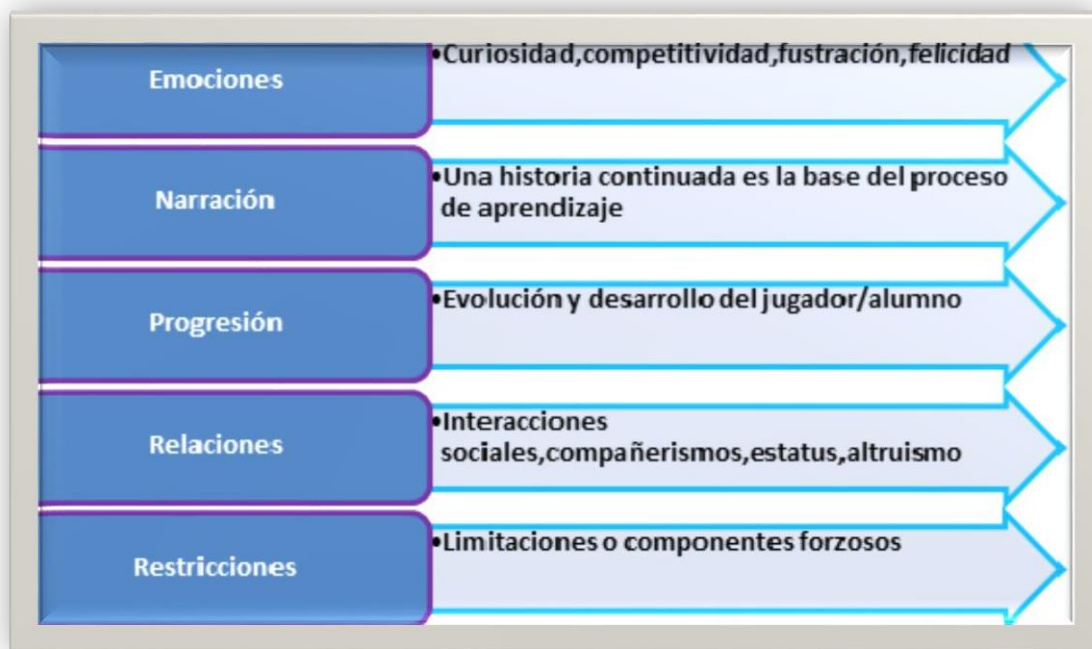 Emociones
•Curiosidad,competitividad,fustración,felicidad
Narración
•Una historia continuada es la base del proceso
de aprendizaje
Progresión
•Evolución y desarrollo del jugador/alumno
Relaciones
•Interacciones
sociales,compañerismos,estatus,altruismo
Restricciones
•Limitaciones o componentes forzosos